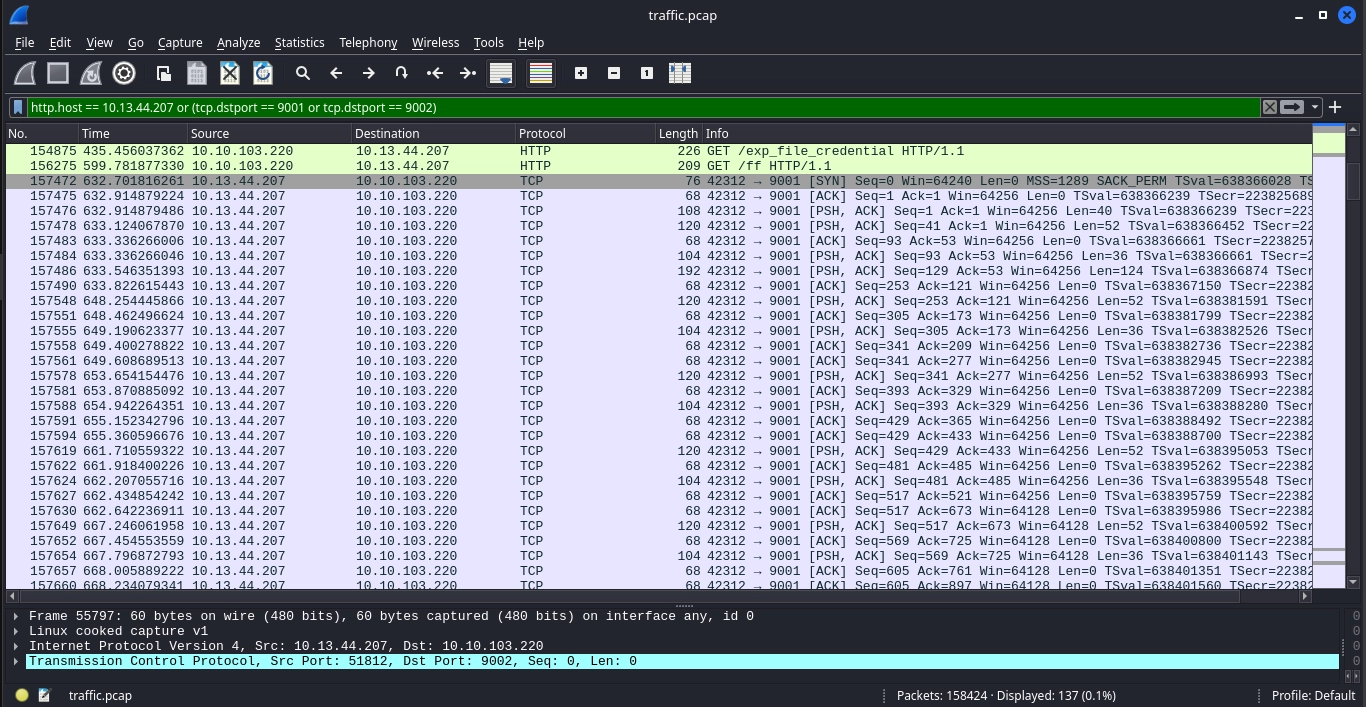 traffic.pcap
File Edit View Go Capture Analyze Statistics Telephony Wireless Tools Help
http.host == 10.13.44.207 or (tcp.dstport == 9001 or tcp.dstport == 9002)
No. Time Source Destination Protocol Length Info
154875 435.456037362 10.10.103.220 10.13.44.207 HTTP 226 GET /exp_file_credential HTTP/1.1
156275 599.781877330 10.10.103.220 10.13.44.207 HTTP 209 GET /ff HTTP/1.1
157472 632.701816261 10.13.44.207 10.10.103.220 TCP 76 42312 → 9001 [SYN] Seq=0 Win=64240 Len=0 MSS=1289 SACK_PERM TSval=638366028 TS
157475 632.914879224 10.13.44.207 10.10.103.220 TCP 68 42312 → 9001 [ACK] Seq=1 Ack=1 Win=64256 Len=0 TSval=638366239 TSecr=223825689
157476 632.914879486 10.13.44.207 10.10.103.220 TCP 108 42312 → 9001 [PSH, ACK] Seq=1 Ack=1 Win=64256 Len=40 TSval=638366239 TSecr=223
157478 633.124067870 10.13.44.207 10.10.103.220 TCP 120 42312 → 9001 [PSH, ACK] Seq=41 Ack=1 Win=64256 Len=52 TSval=638366452 TSecr=22
157483 633.336266006 10.13.44.207 10.10.103.220 TCP 68 42312 → 9001 [ACK] Seq=93 Ack=53 Win=64256 Len=0 TSval=638366661 TSecr=2238257
157484 633.336266046 10.13.44.207 10.10.103.220 TCP 104 42312 → 9001 [PSH, ACK] Seq=93 Ack=53 Win=64256 Len=36 TSval=638366661 TSecr=2
157486 633.546351393 10.13.44.207 10.10.103.220 TCP 192 42312 → 9001 [PSH, ACK] Seq=129 Ack=53 Win=64256 Len=124 TSval=638366874 TSecr
157490 633.822615443 10.13.44.207 10.10.103.220 TCP 68 42312 → 9001 [ACK] Seq=253 Ack=121 Win=64256 Len=0 TSval=638367150 TSecr=22382
157548 648.254445866 10.13.44.207 10.10.103.220 TCP 120 42312 → 9001 [PSH, ACK] Seq=253 Ack=121 Win=64256 Len=52 TSval=638381591 TSecr
157551 648.462496624 10.13.44.207 10.10.103.220 TCP 68 42312 → 9001 [ACK] Seq=305 Ack=173 Win=64256 Len=0 TSval=638381799 TSecr=22382
157555 649.190623377 10.13.44.207 10.10.103.220 TCP 104 42312 → 9001 [PSH, ACK] Seq=305 Ack=173 Win=64256 Len=36 TSval=638382526 TSecr
157558 649.400278822 10.13.44.207 10.10.103.220 TCP 68 42312 → 9001 [ACK] Seq=341 Ack=209 Win=64256 Len=0 TSval=638382736 TSecr=22382
157561 649.608689513 10.13.44.207 10.10.103.220 TCP 68 42312 → 9001 [ACK] Seq=341 Ack=277 Win=64256 Len=0 TSval=638382945 TSecr=22382
157578 653.654154476 10.13.44.207 10.10.103.220 TCP 120 42312 → 9001 [PSH, ACK] Seq=341 Ack=277 Win=64256 Len=52 TSval=638386993 TSecr
157581 653.870885092 10.13.44.207 10.10.103.220 TCP 68 42312 → 9001 [ACK] Seq=393 Ack=329 Win=64256 Len=0 TSval=638387209 TSecr=22382
157588 654.942264351 10.13.44.207 10.10.103.220 TCP 104 42312 → 9001 [PSH, ACK] Seq=393 Ack=329 Win=64256 Len=36 TSval=638388280 TSecr
157591 655.152342796 10.13.44.207 10.10.103.220 TCP 68 42312 → 9001 [ACK] Seq=429 Ack=365 Win=64256 Len=0 TSval=638388492 TSecr=22382
157594 655.360596676 10.13.44.207 10.10.103.220 TCP 68 42312 → 9001 [ACK] Seq=429 Ack=433 Win=64256 Len=0 TSval=638388700 TSecr=22382
157619 661.710559322 10.13.44.207 10.10.103.220 TCP 120 42312 → 9001 [PSH, ACK] Seq=429 Ack=433 Win=64256 Len=52 TSval=638395053 TSecr
157622 661.918400226 10.13.44.207 10.10.103.220 TCP 68 42312 → 9001 [ACK] Seq=481 Ack=485 Win=64256 Len=0 TSval=638395262 TSecr=22382
157624 662.207055716 10.13.44.207 10.10.103.220 TCP 104 42312 → 9001 [PSH, ACK] Seq=481 Ack=485 Win=64256 Len=36 TSval=638395548 TSecr
157627 662.434854242 10.13.44.207 10.10.103.220 TCP 68 42312 → 9001 [ACK] Seq=517 Ack=521 Win=64256 Len=0 TSval=638395759 TSecr=22382
157630 662.642236911 10.13.44.207 10.10.103.220 TCP 68 42312 → 9001 [ACK] Seq=517 Ack=673 Win=64128 Len=0 TSval=638395986 TSecr=22382
157649 667.246061958 10.13.44.207 10.10.103.220 TCP 120 42312 → 9001 [PSH, ACK] Seq=517 Ack=673 Win=64128 Len=52 TSval=638400592 TSecr
157652 667.454553559 10.13.44.207 10.10.103.220 TCP 68 42312 → 9001 [ACK] Seq=569 Ack=725 Win=64128 Len=0 TSval=638400800 TSecr=22382
157654 667.796872793 10.13.44.207 10.10.103.220 TCP 104 42312 → 9001 [PSH, ACK] Seq=569 Ack=725 Win=64128 Len=36 TSval=638401143 TSecr
157657 668.005889222 10.13.44.207 10.10.103.220 TCP 68 42312 → 9001 [ACK] Seq=605 Ack=761 Win=64128 Len=0 TSval=638401351 TSecr=22382
157660 668.234079341 10.13.44.207 10.10.103.220 TCP 68 42312 → 9001 [ACK] Seq=605 Ack=897 Win=64128 Len=0 TSval=638401560 TSecr=22382
Frame 55797: 60 bytes on wire (480 bits), 60 bytes captured (480 bits) on interface any, id 0
Linux cooked capture v1
Internet Protocol Version 4, Src: 10.13.44.207, Dst: 10.10.103.220
Transmission Control Protocol, Src Port: 51812, Dst Port: 9002, Seq: 0, Len: 0
0
0
0
0
traffic.pcap
Packets: 158424 · Displayed: 137 (0.1%)
Profile: Default